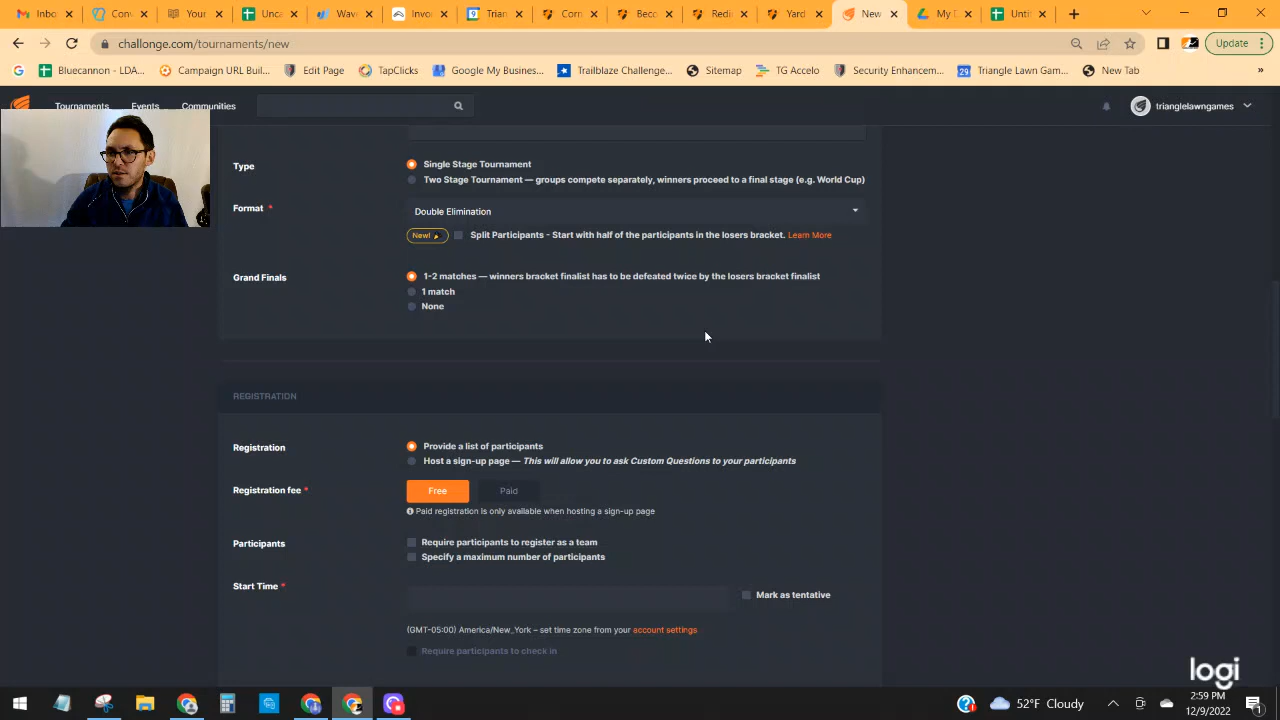 Inbo
Conv
Your
Unca
Wave
Invoi
Trian
Corn
Beco
Redi
Yard
New
My D
Untit
challonge.com/tournaments/new
Update
Bluecannon - LDA...
Campaign URL Buil...
Edit Page
TapClicks
Google My Busines...
Trailblaze Challenge...
Sitemap
TG Accelo
Security Enhancem...
Triangle Lawn Gam...
New Tab
»
Tournaments
Events
Communities
trianglelawngames
Type
Single Stage Tournament
Two Stage Tournament — groups compete separately, winners proceed to a final stage (e.g. World Cup)
Format *
Double Elimination
New!
Split Participants - Start with half of the participants in the losers bracket. Learn More
Grand Finals
1-2 matches — winners bracket finalist has to be defeated twice by the losers bracket finalist
1 match
None
REGISTRATION
Registration
Provide a list of participants
Host a sign-up page — This will allow you to ask Custom Questions to your participants
Registration fee *
Free
Paid
Paid registration is only available when hosting a sign-up page
Participants
Require participants to register as a team
Specify a maximum number of participants
Start Time *
Mark as tentative
(GMT-05:00) America/New_York – set time zone from your account settings
Require participants to check in
logi
52°F Cloudy
2:59 PM
12/9/2022